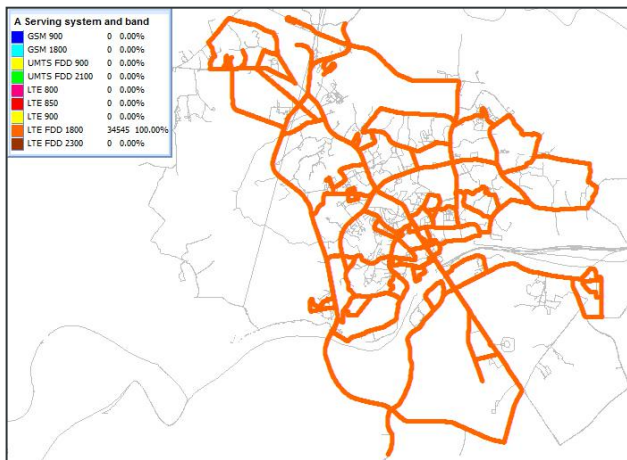 A Serving system and band
GSM 900 0 0.00%
GSM 1800 0 0.00%
UMTS FDD 900 0 0.00%
UMTS FDD 2100 0 0.00%
LTE 800 0 0.00%
LTE 850 0 0.00%
LTE 900 0 0.00%
LTE FDD 1800 34545 100.00%
LTE FDD 2300 0 0.00%